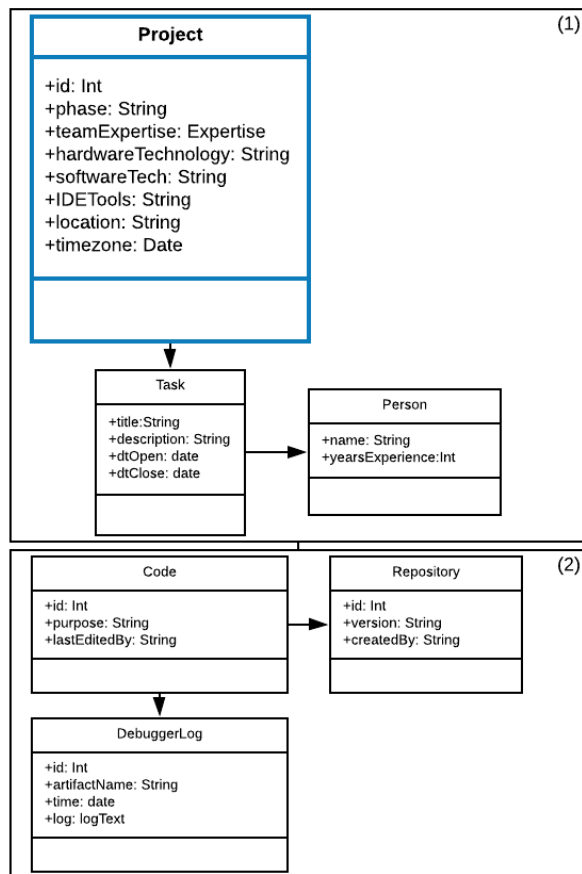 (1)
Project
+id: Int
+phase: String
+teamExpertise: Expertise
+hardwareTechnology: String
+softwareTech: String
+IDETools: String
+location: String
+timezone: Date
Task
+title:String
+description: String
+dtOpen: date
+dtClose: date
Person
+name: String
+yearsExperience:Int
(2)
Code
+id: Int
+purpose: String
+lastEditedBy: String
Repository
+id: Int
+version: String
+createdBy: String
DebuggerLog
+id: Int
+artifactName: String
+time: date
+log: logText